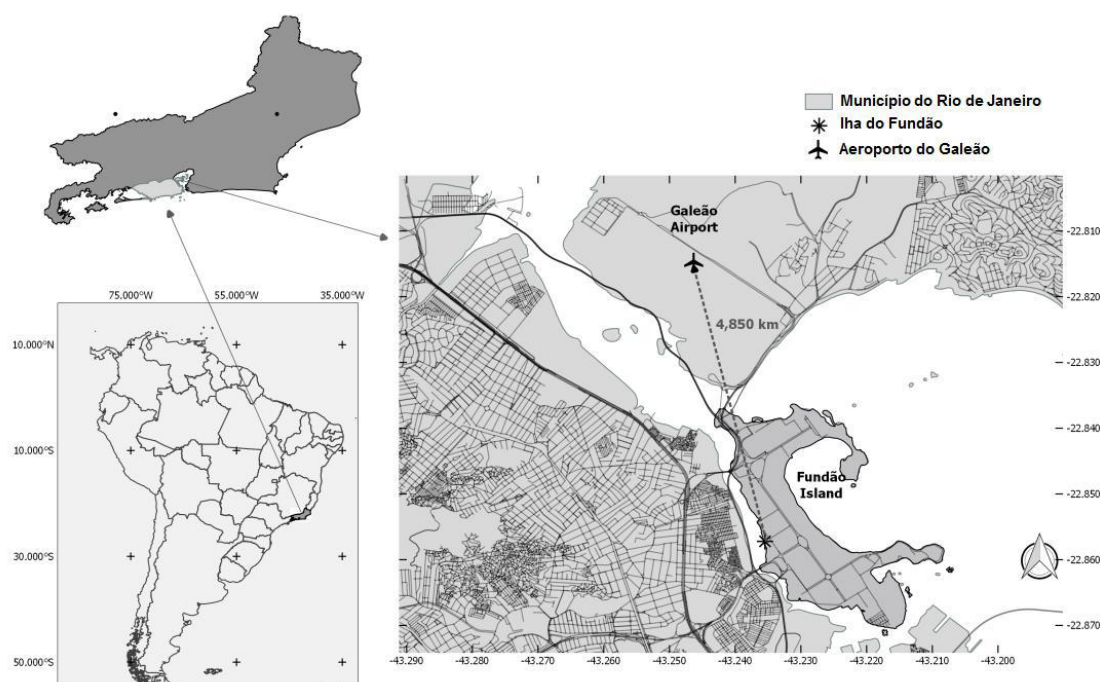 Município do Rio de Janeiro
Iha do Fundão
Aeroporto do Galeão
Galeão
Airport
4,850 km
Fundão
Island
-22.810
-22.820
-22.830
-22.840
-22.850
-22.860
-22.870
-43.290 -43.280 -43.270 -43.260 -43.250 -43.240 -43.230 -43.220 -43.210 -43.200
75.000°W 55.000°W 35.000°W
10.000°N
10.000°S
30.000°S
50.000°S